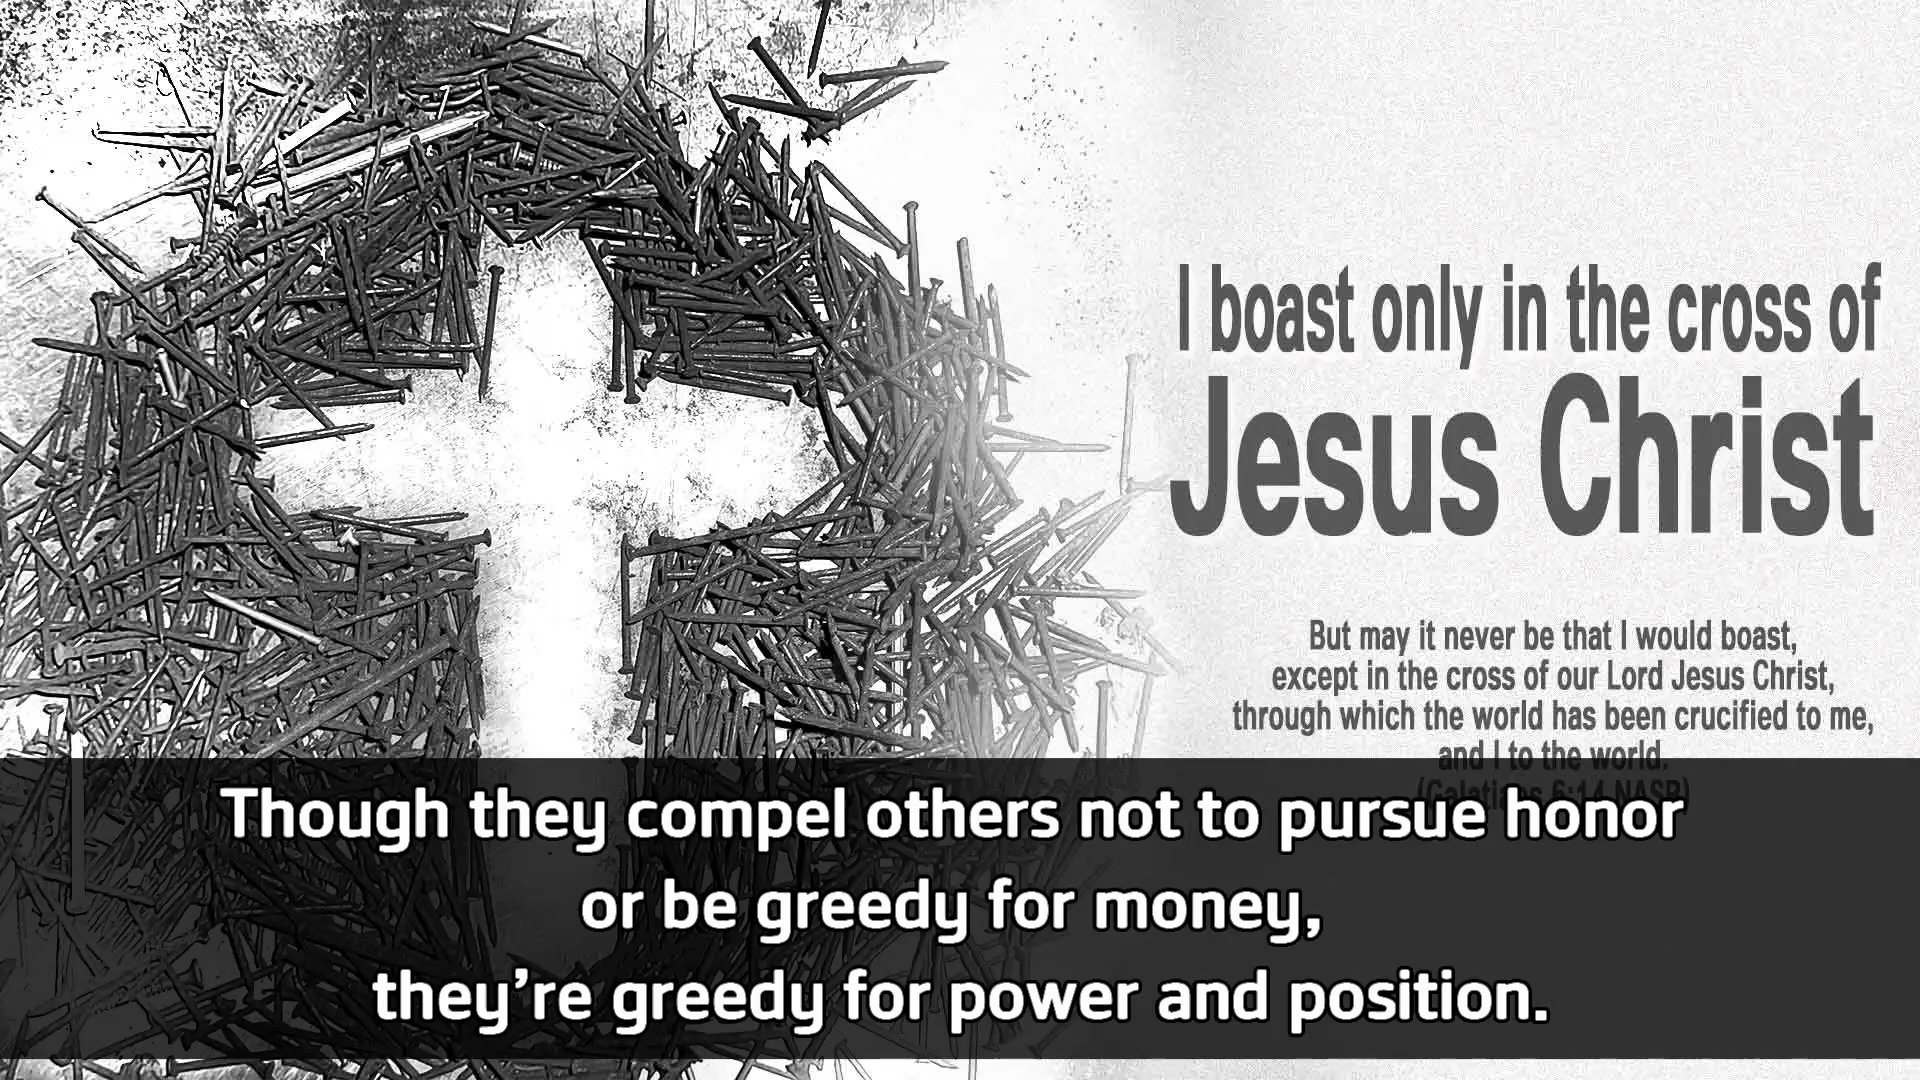 I boast only in the cross of
Jesus Christ
But may it never be that I would boast,
except in the cross of our Lord Jesus Christ,
through which the world has been crucified to me,
and I to the world.
(Galatians 6:14 NASB)
Though they compel others not to pursue honor
or be greedy for money,
they're greedy for power and position.